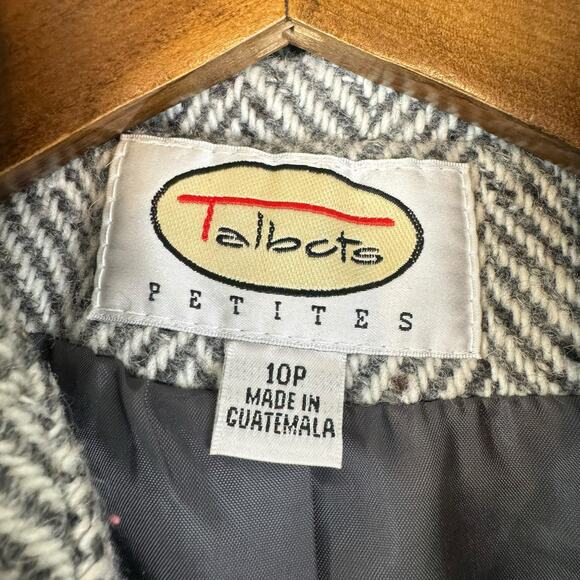 Talbots
PETITES
10P
MADE IN
GUATEMALA